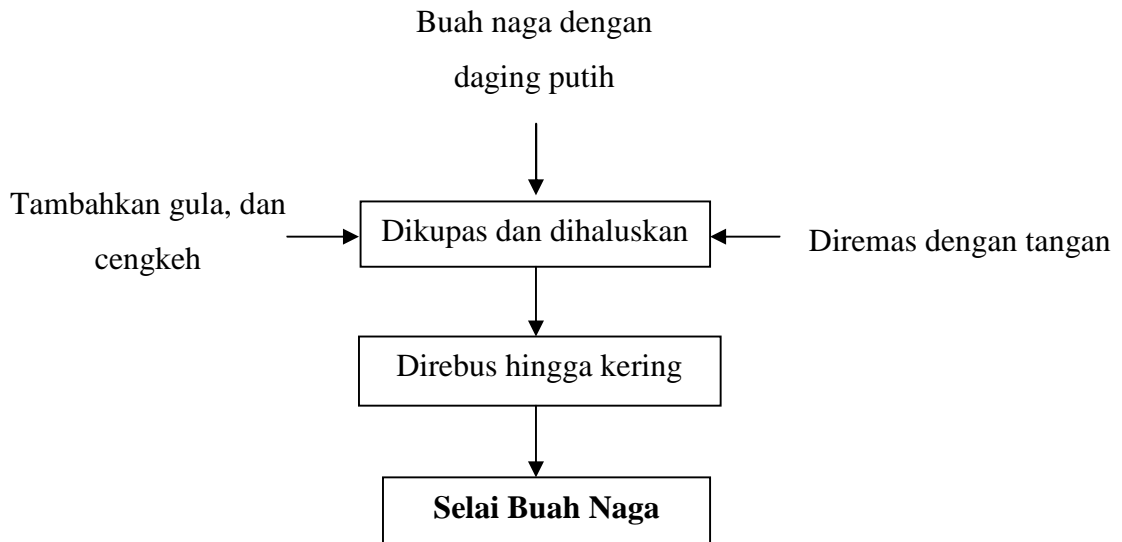 Buah naga dengan
daging putih
Tambahkan gula, dan
cengkeh
Dikupas dan dihaluskan
Diremas dengan tangan
Direbus hingga kering
Selai Buah Naga